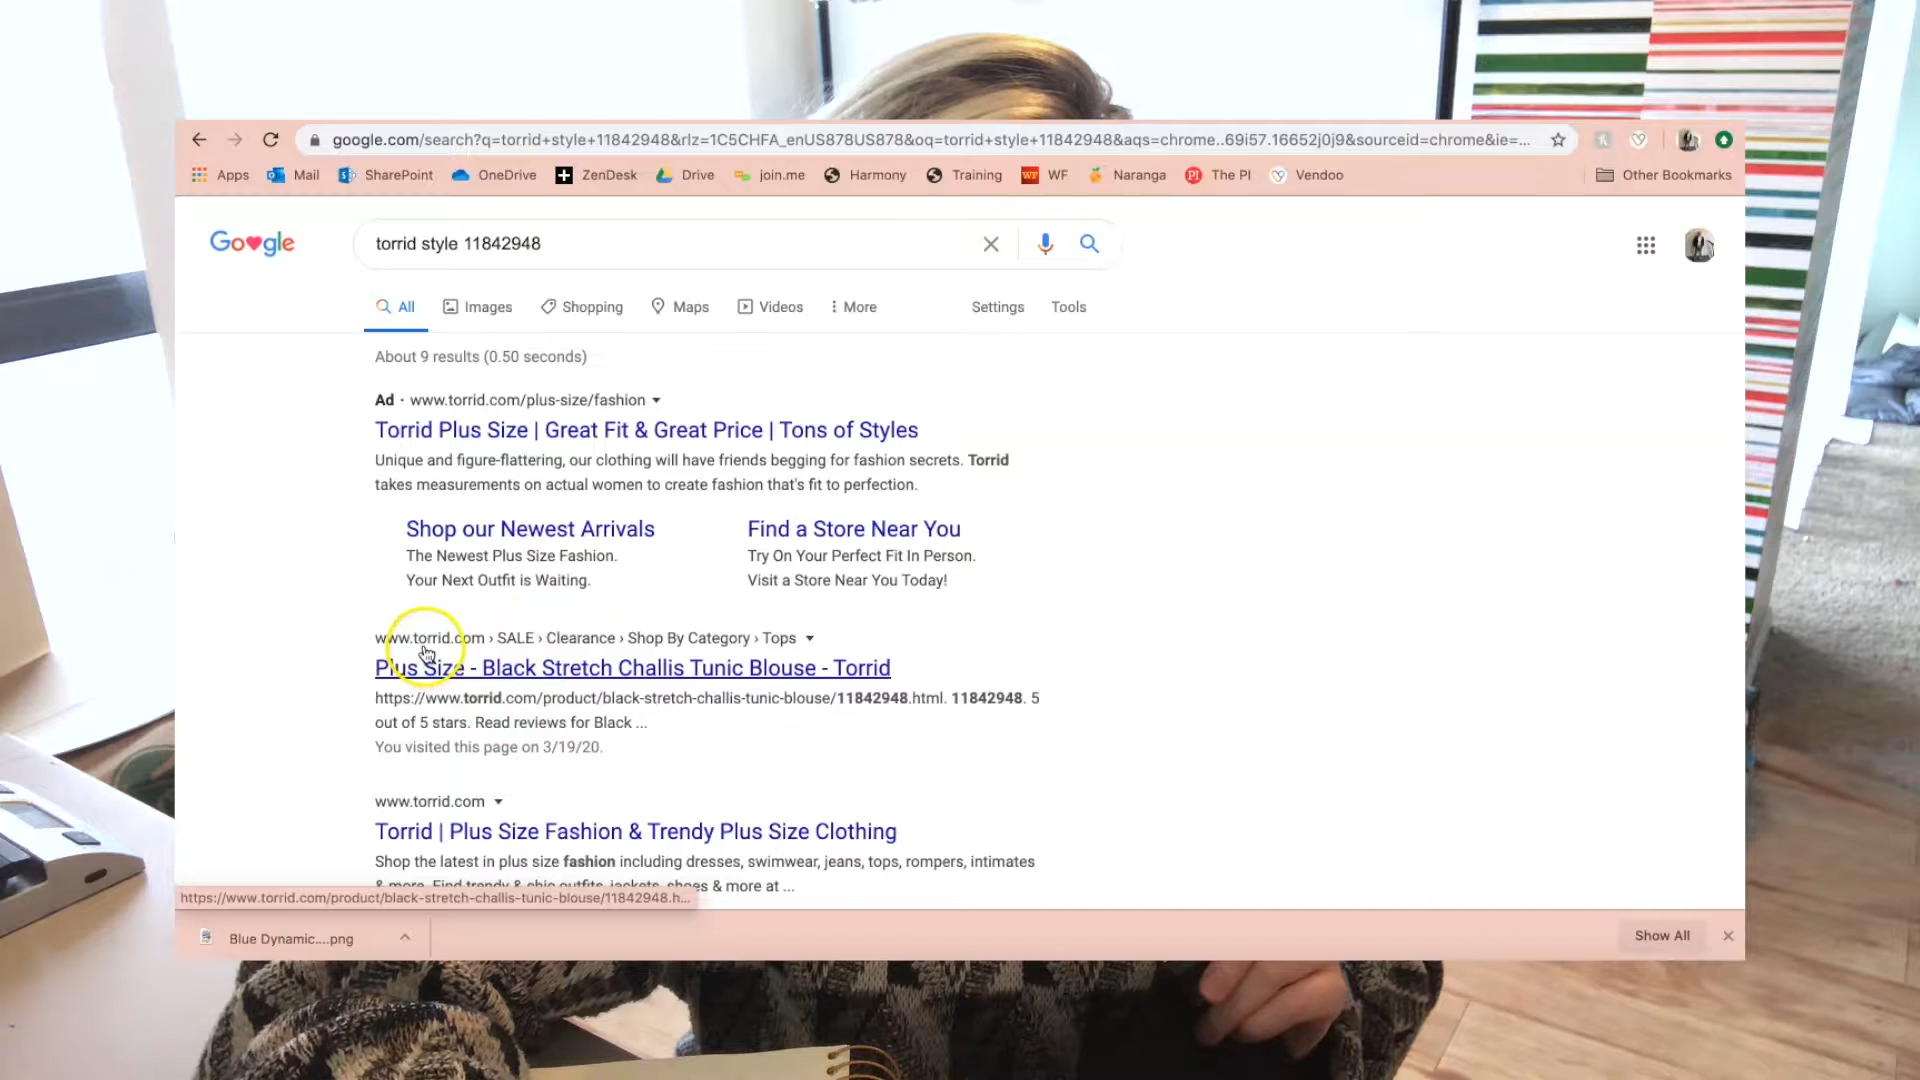 google.com/search?q=torrid+style+11842948&rlz=1C5CHFA_enUS878US878&oq=torrid+style+11842948&aqs=chrome..69i57.16652j0j9&sourceid=chrome&ie=...
Apps Mail SharePoint OneDrive ZenDesk Drive join.me Harmony Training WF WF Naranga PI The PI Vendoo Other Bookmarks
Google torrid style 11842948
All Images Shopping Maps Videos More Settings Tools
About 9 results (0.50 seconds)
Ad · www.torrid.com/plus-size/fashion
Torrid Plus Size | Great Fit & Great Price | Tons of Styles
Unique and figure-flattering, our clothing will have friends begging for fashion secrets. Torrid
takes measurements on actual women to create fashion that's fit to perfection.
Shop our Newest Arrivals Find a Store Near You
The Newest Plus Size Fashion. Try On Your Perfect Fit In Person.
Your Next Outfit is Waiting. Visit a Store Near You Today!
www.torrid.com › SALE › Clearance › Shop By Category › Tops
Plus Size - Black Stretch Challis Tunic Blouse - Torrid
https://www.torrid.com/product/black-stretch-challis-tunic-blouse/11842948.html. 11842948. 5
out of 5 stars. Read reviews for Black ...
You visited this page on 3/19/20.
www.torrid.com
Torrid | Plus Size Fashion & Trendy Plus Size Clothing
Shop the latest in plus size fashion including dresses, swimwear, jeans, tops, rompers, intimates
& more. Find trendy & chic outfits, jackets, shoes & more at ...
https://www.torrid.com/product/black-stretch-challis-tunic-blouse/11842948.h...
Blue Dynamic....png Show All